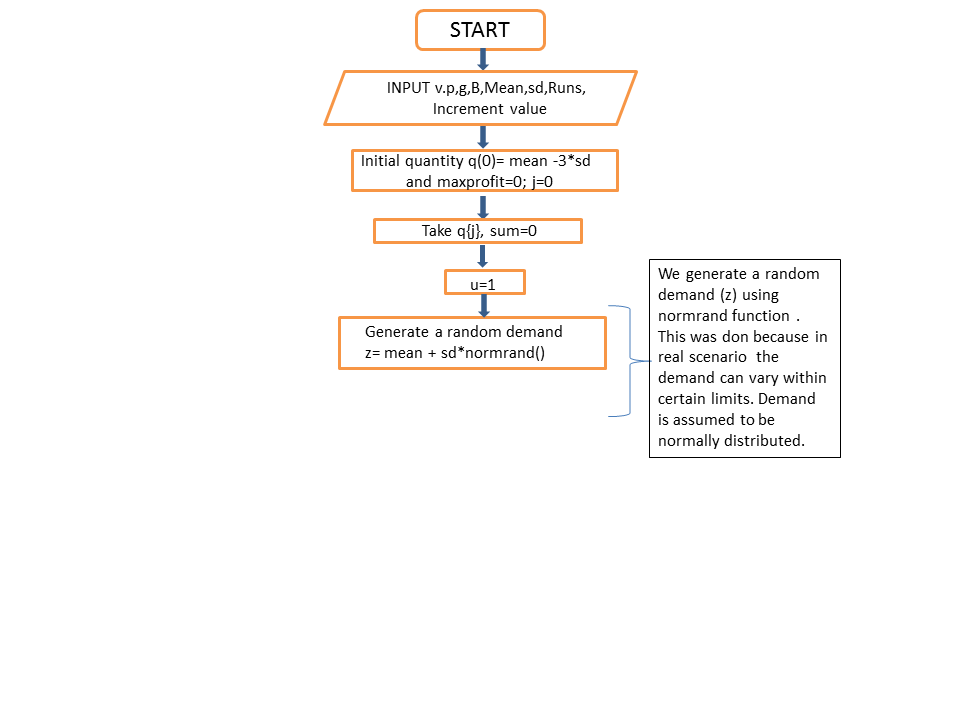 START
INPUT v.p,g,B,Mean,sd,Runs,
Increment value
Initial quantity q(0)= mean -3*sd
and maxprofit=0; j=0
Take q{j}, sum=0
u=1
Generate a random demand
z= mean + sd*normrand()
We generate a random
demand (z) using
normrand function .
This was don because in
real scenario the
demand can vary within
certain limits. Demand
is assumed to be
normally distributed.